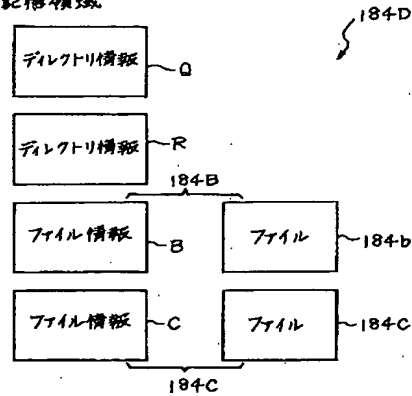 記憶領域
184D
ディレクトリ情報
Q
ディレクトリ情報
R
184B
ファイル情報
B
ファイル
184b
ファイル情報
C
ファイル
184C
184C